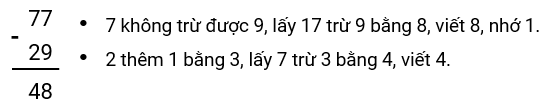 77
-
29
48
• 7 không trừ được 9, lấy 17 trừ 9 bằng 8, viết 8, nhớ 1.
• 2 thêm 1 bằng 3, lấy 7 trừ 3 bằng 4, viết 4.